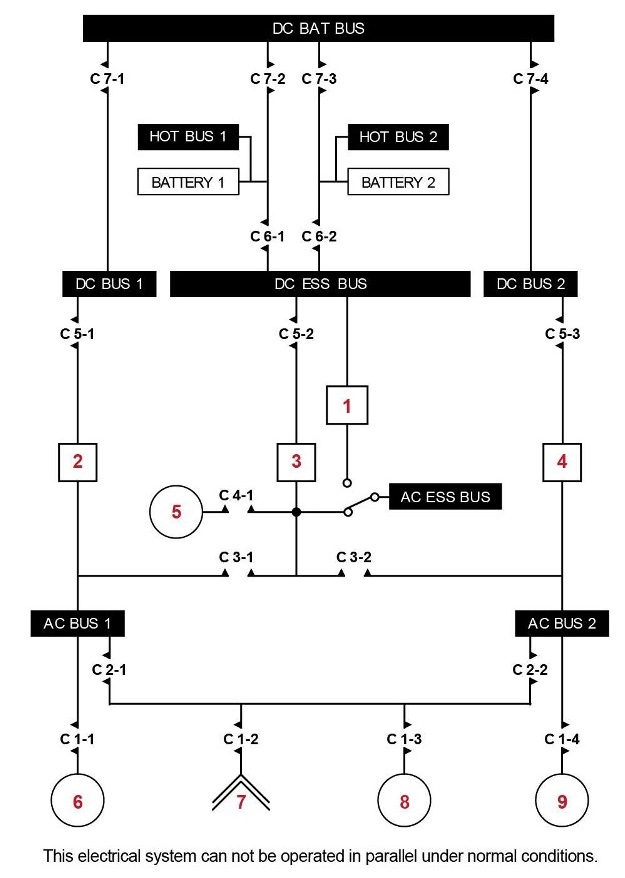 DC BAT BUS
C 7-1
C 7-2
C 7-3
C 7-4
HOT BUS 1
HOT BUS 2
BATTERY 1
BATTERY 2
C 6-1
C 6-2
DC BUS 1
DC ESS BUS
DC BUS 2
C 5-1
C 5-2
C 5-3
1
2
3
4
C 4-1
AC ESS BUS
5
C 3-1
C 3-2
AC BUS 1
AC BUS 2
C 2-1
C 2-2
C 1-1
C 1-2
C 1-3
C 1-4
6
7
8
9
This electrical system can not be operated in parallel under normal conditions.